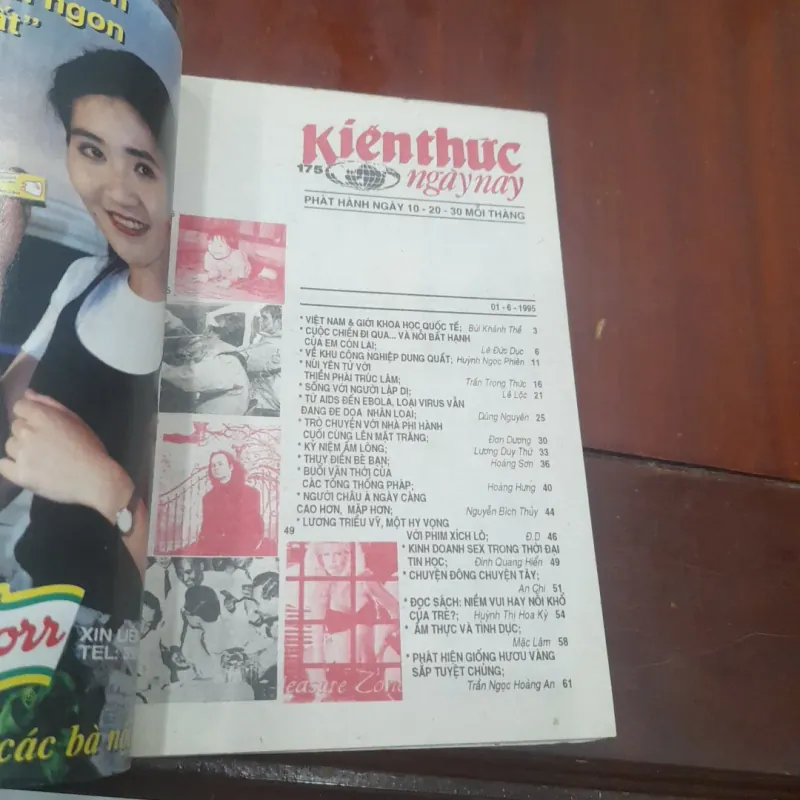 ngon
ất"
orr
XIN LIÊ
TEL:
các bà n
Kiến thức
175
ngày nay
PHÁT HÀNH NGÀY 10 - 20 - 30 MỖI THÁNG
01 - 6 - 1995
* VIỆT NAM & GIỚI KHOA HỌC QUỐC TẾ; Bùi Khánh Thế 3
* CUỘC CHIẾN ĐI QUA... VÀ NỖI BẤT HẠNH
CỦA EM CÒN LẠI; Lê Đức Dục 6
* VỀ KHU CÔNG NGHIỆP DUNG QUẤT; Huỳnh Ngọc Phiên 11
* NÚI YÊN TỬ VỚI
THIỀN PHÁI TRÚC LÂM; Trần Trọng Thức 16
* SỐNG VỚI NGƯỜI LẬP DỊ; Lê Lộc 21
* TỪ AIDS ĐẾN EBOLA, LOẠI VIRUS VẪN
ĐANG ĐE DỌA NHÂN LOẠI; Dũng Nguyên 25
* TRÒ CHUYỆN VỚI NHÀ PHI HÀNH
CUỐI CÙNG LÊN MẶT TRĂNG; Đan Dương 30
* KỶ NIỆM ẤM LÒNG; Lương Duy Thứ 33
* THỤY ĐIỂN BÈ BẠN; Hoàng Sơn 36
* BUỔI VÃN THỜI CỦA
CÁC TỔNG THỐNG PHÁP; Hoàng Hưng 40
* NGƯỜI CHÂU Á NGÀY CÀNG
CAO HƠN, MẬP HƠN; Nguyễn Bích Thủy 44
* LƯƠNG TRIỀU VỸ, MỘT HY VỌNG
VỚI PHIM XÍCH LÔ; Đ.D 46
49
* KINH DOANH SEX TRONG THỜI ĐẠI
TIN HỌC; Đinh Quang Hiển 49
* CHUYỆN ĐÔNG CHUYỆN TÂY;
An Chi 51
* ĐỌC SÁCH: NIỀM VUI HAY NỖI KHỔ
CỦA TRẺ?; Huỳnh Thị Hoa Kỳ 54
* ẨM THỰC VÀ TÌNH DỤC;
Mặc Lâm 58
* PHÁT HIỆN GIỐNG HƯƠU VÀNG
SẮP TUYỆT CHỦNG;
Trần Ngọc Hoàng An 61
easure Zone